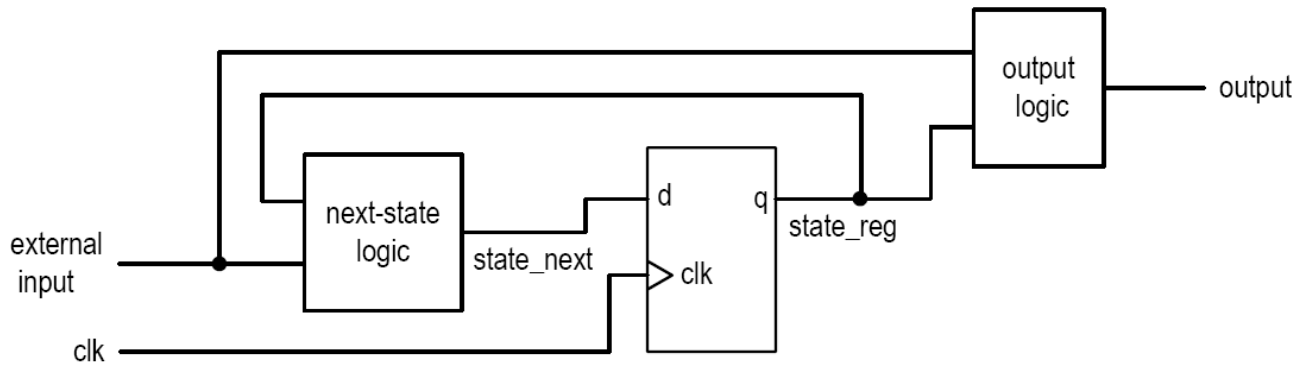 output
logic
output
next-state
logic
d
q
state_reg
external
input
state_next
clk
clk